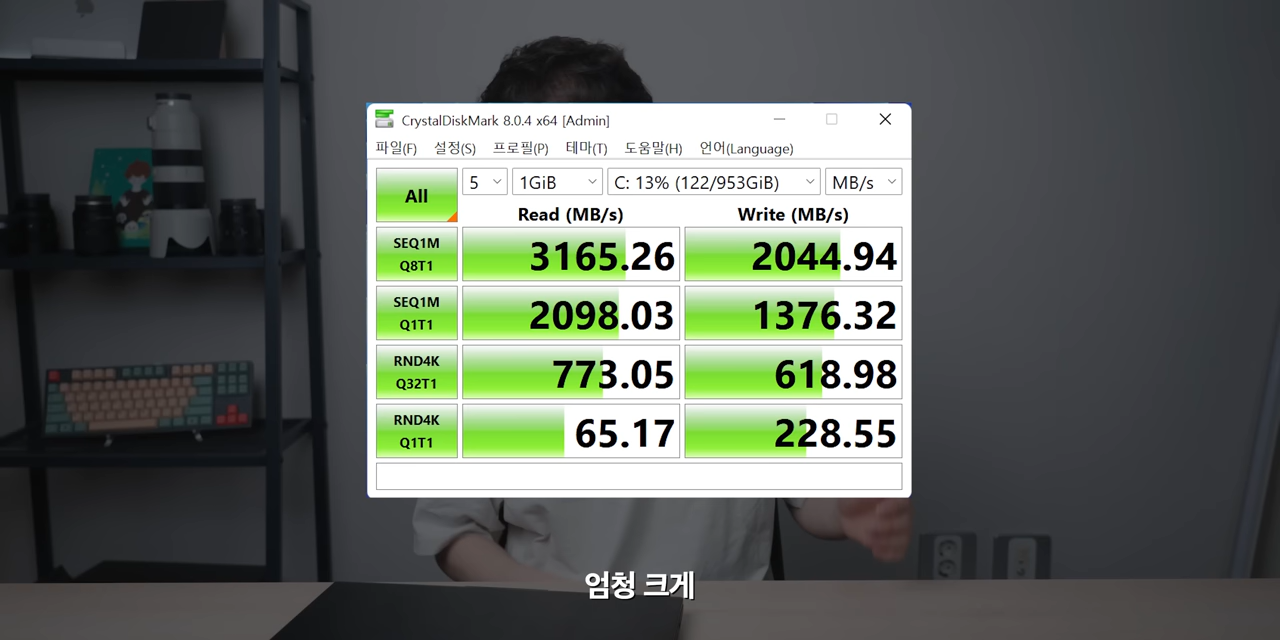 CrystalDiskMark 8.0.4 x64 [Admin]
파일(F) 설정(S) 프로필(P) 테마(T) 도움말(H) 언어(Language)
All 5 1GiB C: 13% (122/953GiB) MB/s
Read (MB/s) Write (MB/s)
SEQ1M Q8T1 3165.26 2044.94
SEQ1M Q1T1 2098.03 1376.32
RND4K Q32T1 773.05 618.98
RND4K Q1T1 65.17 228.55
엄청 크게